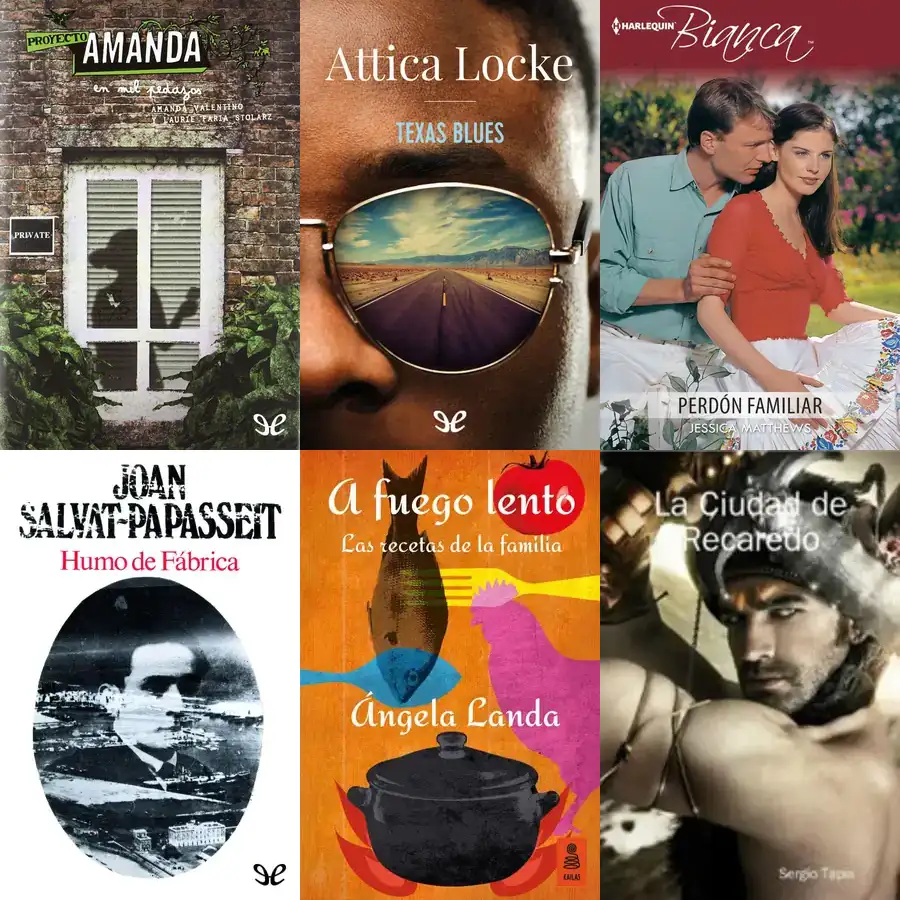 PROYECTO
AMANDA
en mil pedazos
AMANDA VALENTINO
Y LAURIE FARIA STOLARZ
PRIVATE
Attica Locke
TEXAS BLUES
HARLEQUIN
Bianca™
PERDÓN FAMILIAR
JESSICA MATTHEWS
JOAN
SALVAT-PAPASSEIT
Humo de Fábrica
A fuego lento
Las recetas de la familia
Ángela Landa
KAILAS
La Ciudad de
Recaredo
Sergio Tapia